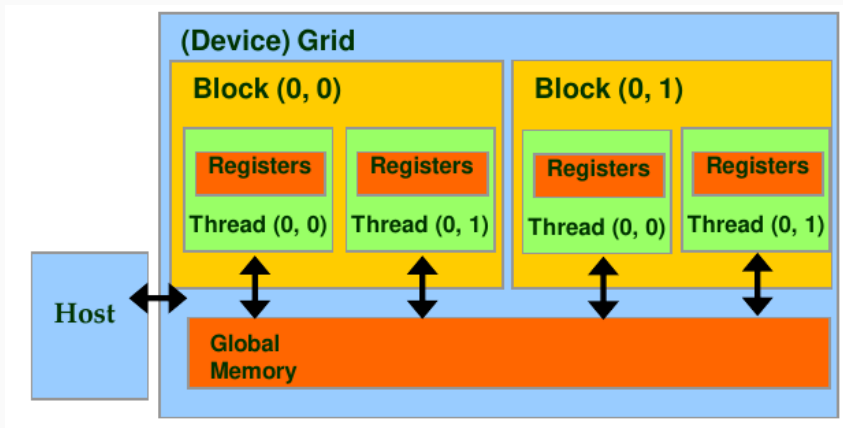 (Device) Grid
Block (0, 0)
Block (0, 1)
Registers
Registers
Registers
Registers
Thread (0, 0)
Thread (0, 1)
Thread (0, 0)
Thread (0, 1)
Host
Global
Memory